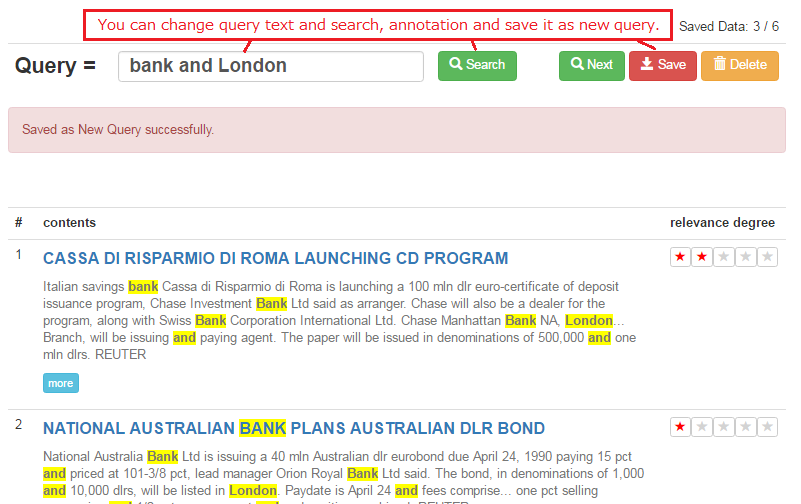 You can change query text and search, annotation and save it as new query.
Saved Data: 3 / 6
Query = bank and London Search Next Save Delete
Saved as New Query successfully.
# contents relevance degree
1 CASSA DI RISPARMIO DI ROMA LAUNCHING CD PROGRAM
Italian savings bank Cassa di Risparmio di Roma is launching a 100 mln dlr euro-certificate of deposit
issuance program, Chase Investment Bank Ltd said as arranger. Chase will also be a dealer for the
program, along with Swiss Bank Corporation International Ltd. Chase Manhattan Bank NA, London...
Branch, will be issuing and paying agent. The paper will be issued in denominations of 500,000 and one
mln dlrs. REUTER
more
2 NATIONAL AUSTRALIAN BANK PLANS AUSTRALIAN DLR BOND
National Australia Bank Ltd is issuing a 40 mln Australian dlr eurobond due April 24, 1990 paying 15 pct
and priced at 101-3/8 pct, lead manager Orion Royal Bank Ltd said. The bond, in denominations of 1,000
and 10,000 dlrs, will be listed in London. Paydate is April 24 and fees comprise... one pct selling